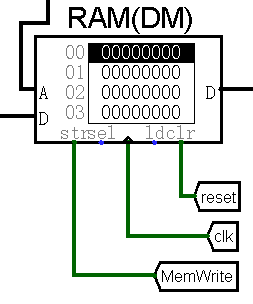 RAM(DM)
00 00000000
01 00000000
A 02 00000000 D
D 03 00000000
str sel ld clr
reset
clk
MemWrite